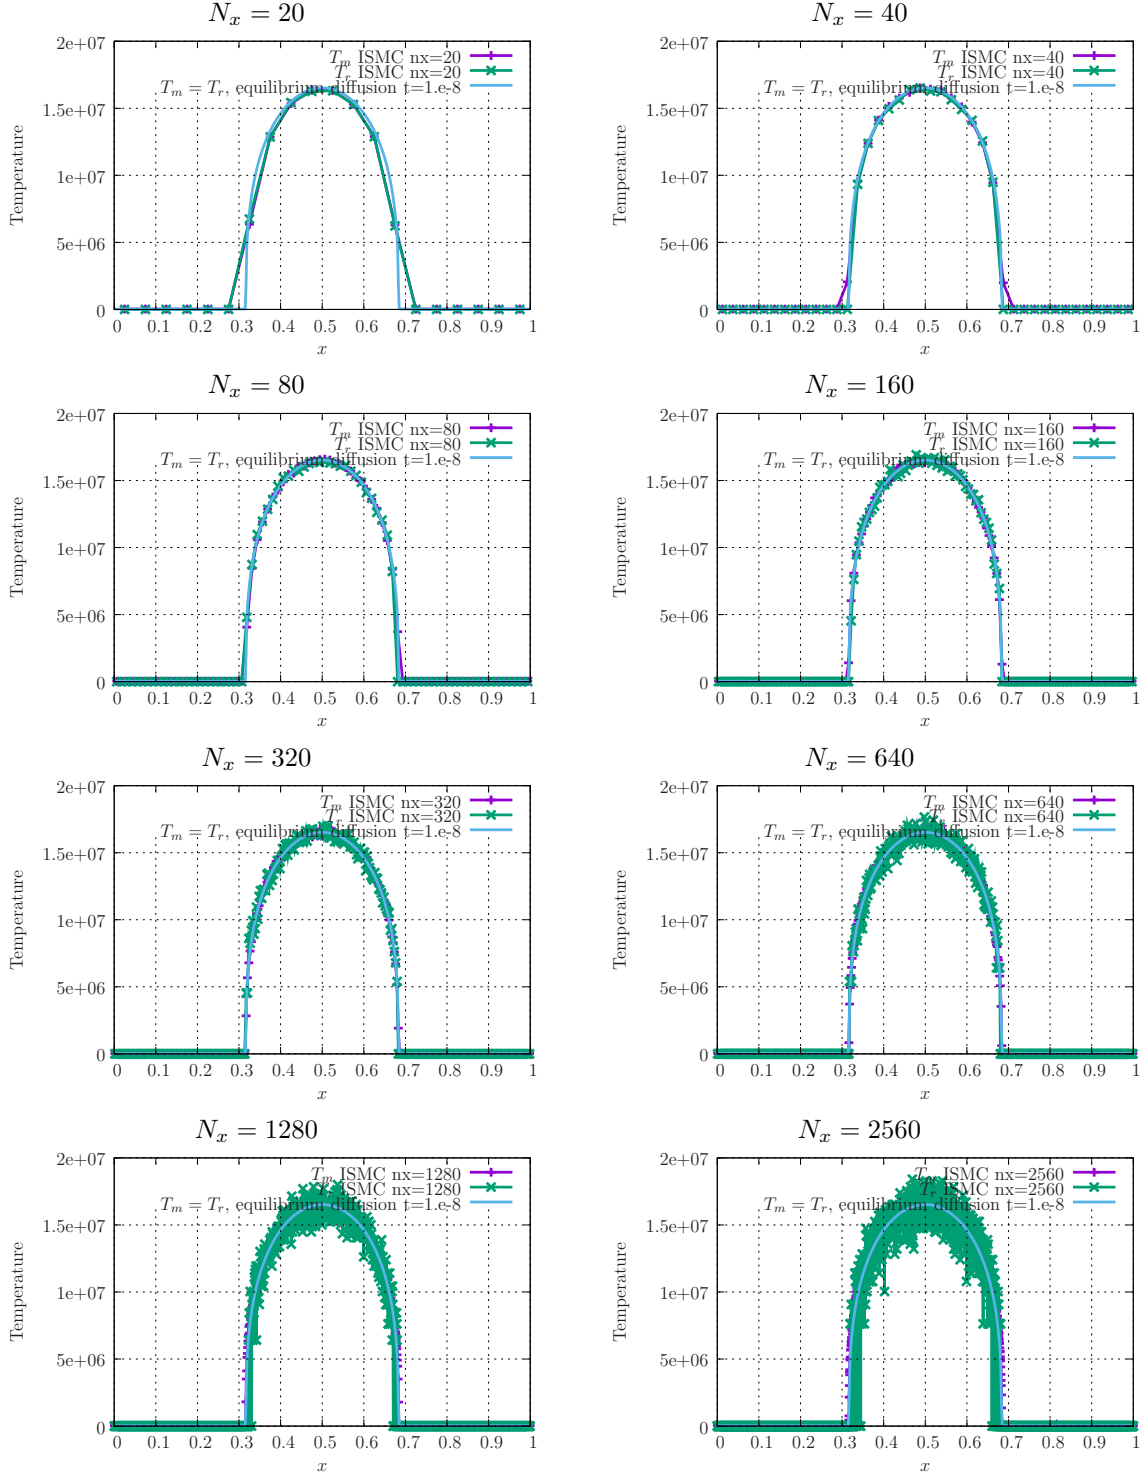 N_x = 20
2e+07
1.5e+07
1e+07
5e+06
0
Temperature
T_m ISMC nx=20
T_r ISMC nx=20
T_m = T_r, equilibrium diffusion t=1.e-8
0 0.1 0.2 0.3 0.4 0.5 0.6 0.7 0.8 0.9 1
x
N_x = 40
2e+07
1.5e+07
1e+07
5e+06
0
Temperature
T_m ISMC nx=40
T_r ISMC nx=40
T_m = T_r, equilibrium diffusion t=1.e-8
0 0.1 0.2 0.3 0.4 0.5 0.6 0.7 0.8 0.9 1
x
N_x = 80
2e+07
1.5e+07
1e+07
5e+06
0
Temperature
T_m ISMC nx=80
T_r ISMC nx=80
T_m = T_r, equilibrium diffusion t=1.e-8
0 0.1 0.2 0.3 0.4 0.5 0.6 0.7 0.8 0.9 1
x
N_x = 160
2e+07
1.5e+07
1e+07
5e+06
0
Temperature
T_m ISMC nx=160
T_r ISMC nx=160
T_m = T_r, equilibrium diffusion t=1.e-8
0 0.1 0.2 0.3 0.4 0.5 0.6 0.7 0.8 0.9 1
x
N_x = 320
2e+07
1.5e+07
1e+07
5e+06
0
Temperature
T_m ISMC nx=320
T_r ISMC nx=320
T_m = T_r, equilibrium diffusion t=1.e-8
0 0.1 0.2 0.3 0.4 0.5 0.6 0.7 0.8 0.9 1
x
N_x = 640
2e+07
1.5e+07
1e+07
5e+06
0
Temperature
T_m ISMC nx=640
T_r ISMC nx=640
T_m = T_r, equilibrium diffusion t=1.e-8
0 0.1 0.2 0.3 0.4 0.5 0.6 0.7 0.8 0.9 1
x
N_x = 1280
2e+07
1.5e+07
1e+07
5e+06
0
Temperature
T_m ISMC nx=1280
T_r ISMC nx=1280
T_m = T_r, equilibrium diffusion t=1.e-8
0 0.1 0.2 0.3 0.4 0.5 0.6 0.7 0.8 0.9 1
x
N_x = 2560
2e+07
1.5e+07
1e+07
5e+06
0
Temperature
T_m ISMC nx=2560
T_r ISMC nx=2560
T_m = T_r, equilibrium diffusion t=1.e-8
0 0.1 0.2 0.3 0.4 0.5 0.6 0.7 0.8 0.9 1
x